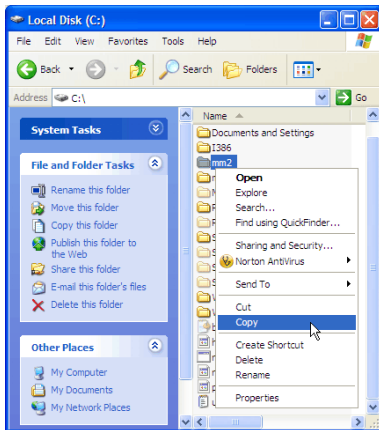 Local Disk (C:)
File Edit View Favorites Tools Help
Back Search Folders
Address C:\ Go
Name
System Tasks
File and Folder Tasks
Rename this folder
Move this folder
Copy this folder
Publish this folder to
the Web
Share this folder
E-mail this folder's files
Delete this folder
Other Places
My Computer
My Documents
My Network Places
Documents and Settings
I386
mm2
Open
Explore
Search...
Find using QuickFinder...
Sharing and Security...
Norton AntiVirus
Send To
Cut
Copy
Create Shortcut
Delete
Rename
Properties